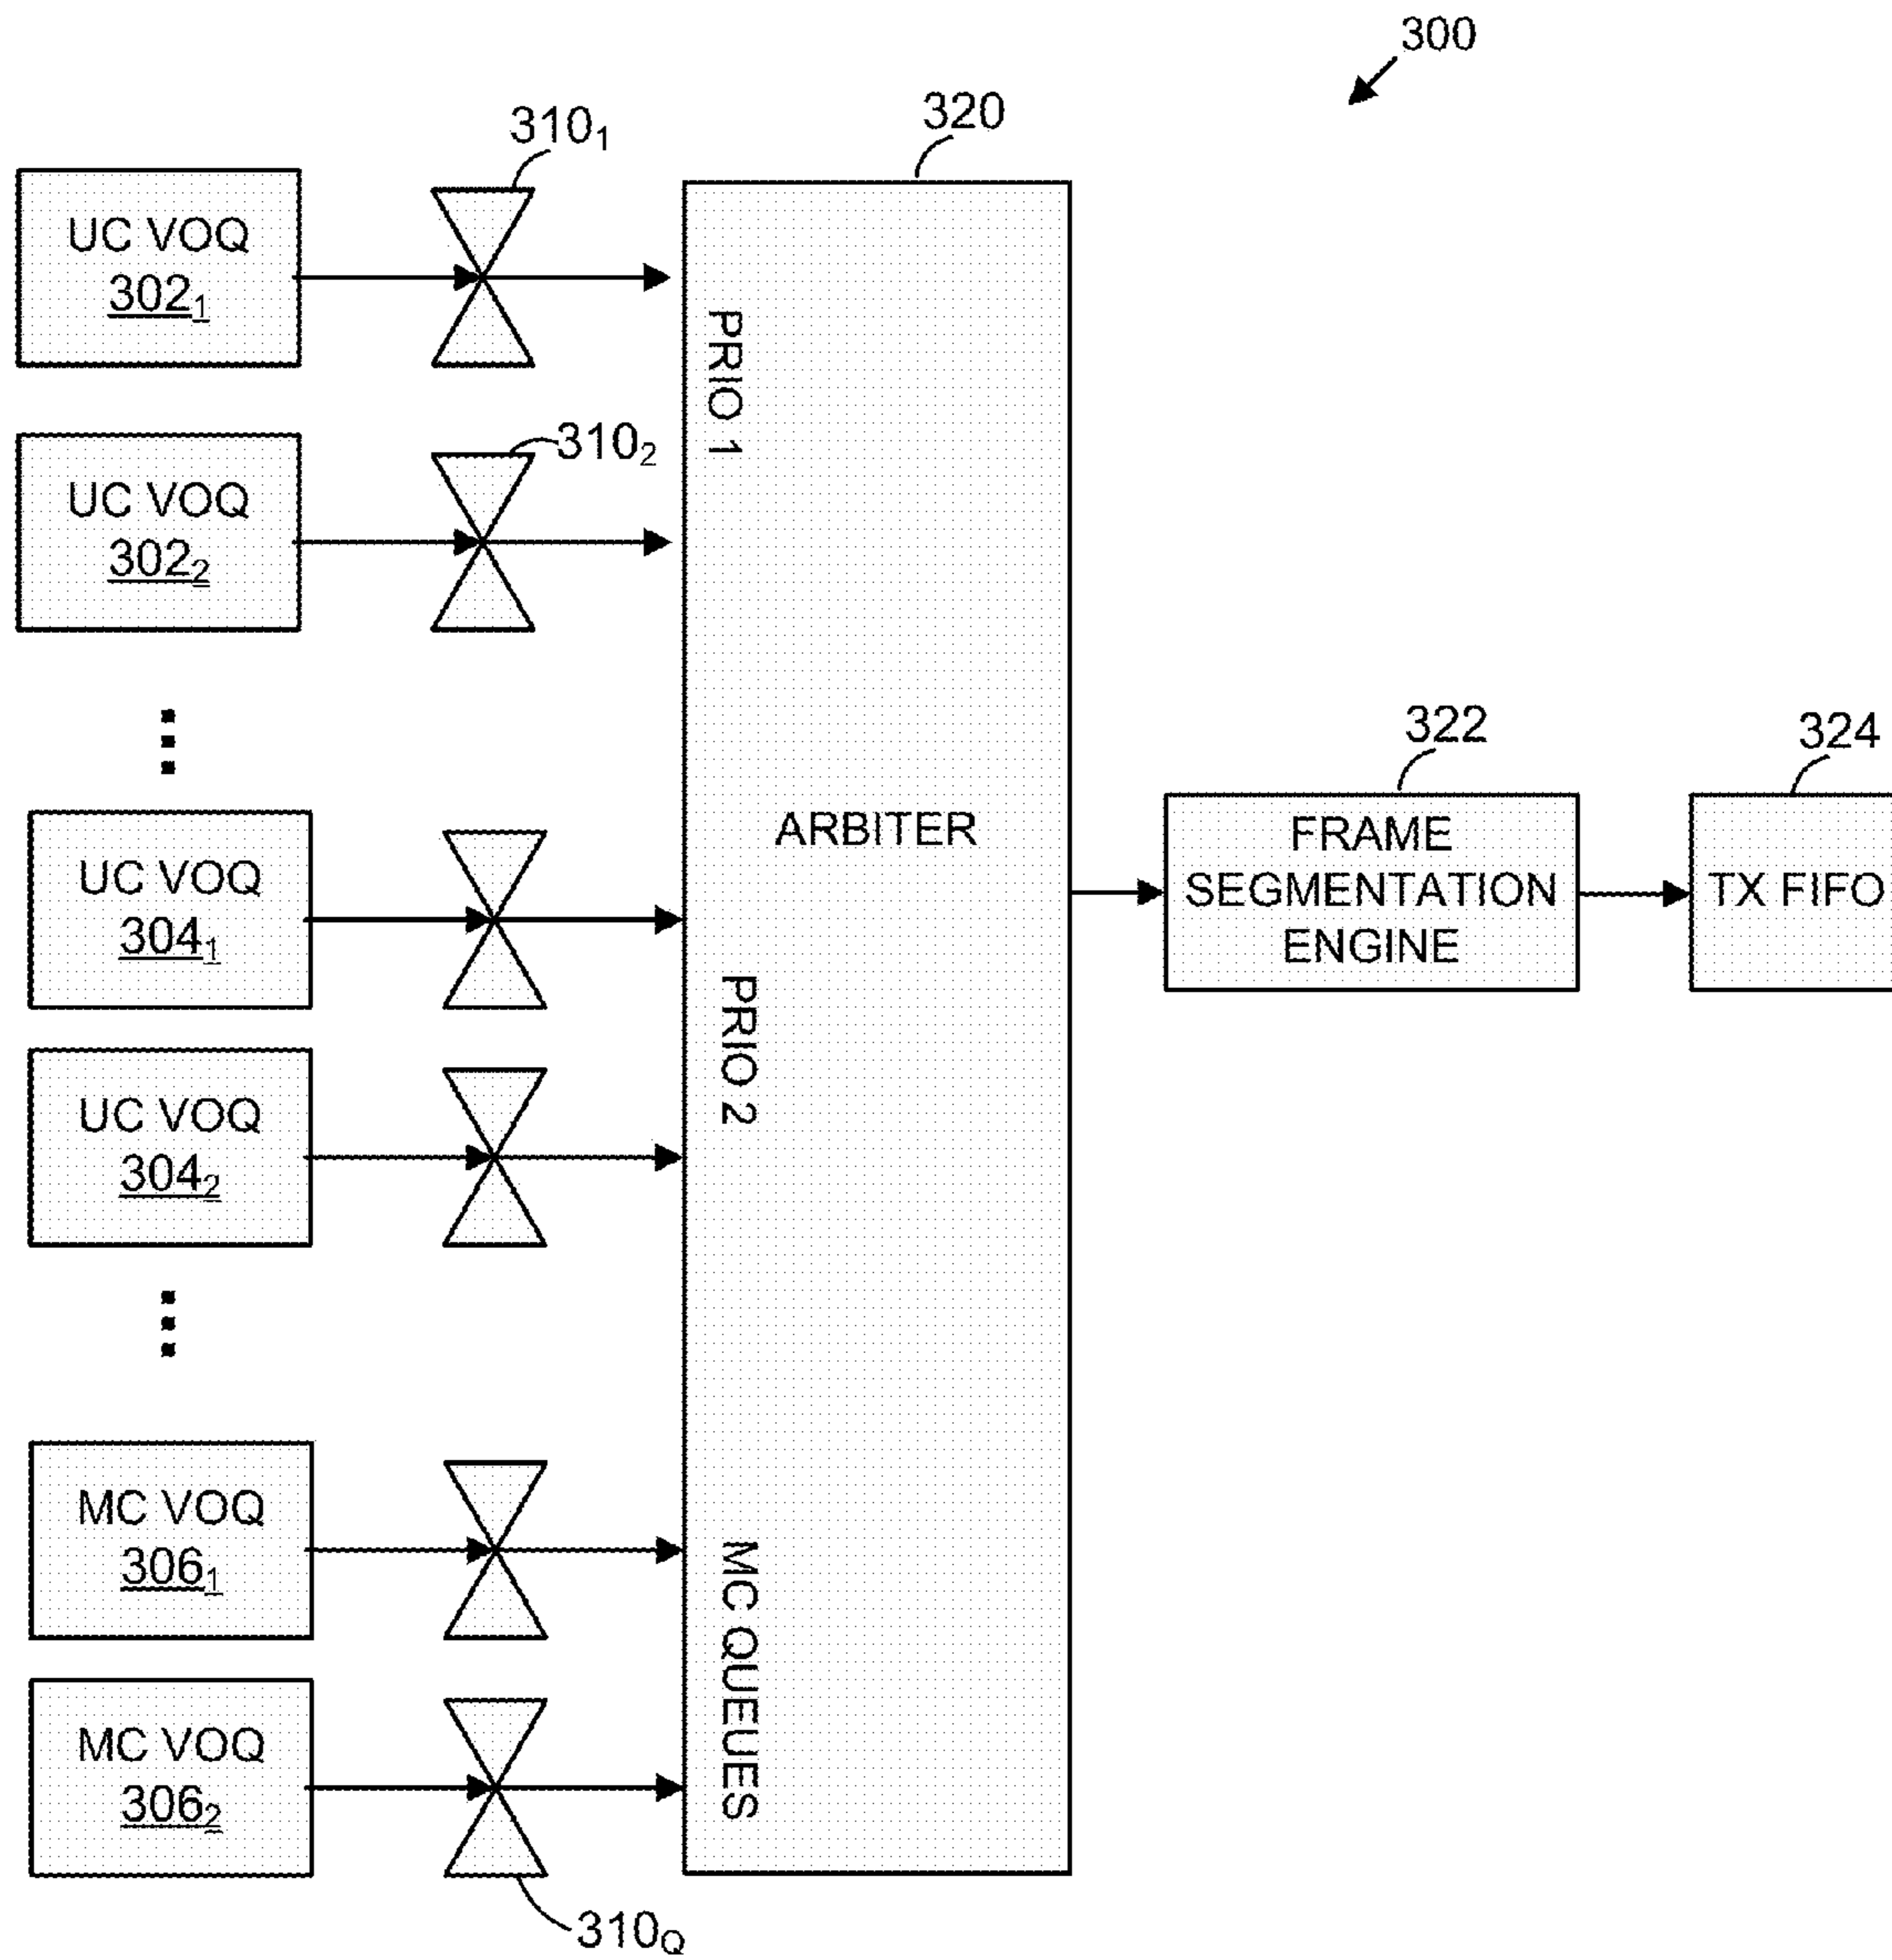 300
310₁
320
UC VOQ
302₁
PRIO 1
310₂
UC VOQ
302₂
322
324
UC VOQ
304₁
ARBITER
FRAME
SEGMENTATION
ENGINE
TX FIFO
PRIO 2
UC VOQ
304₂
MC VOQ
306₁
MC QUEUES
MC VOQ
306₂
310Q